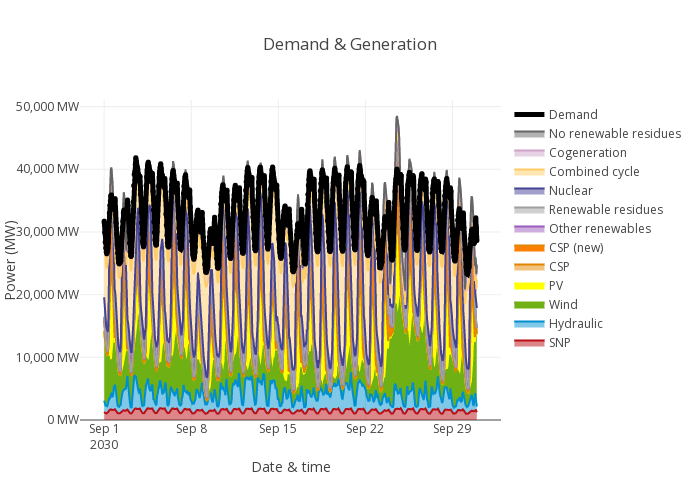 Demand & Generation
50,000 MW
40,000 MW
30,000 MW
20,000 MW
10,000 MW
0 MW
Power (MW)
Sep 1
2030
Sep 8
Sep 15
Sep 22
Sep 29
Date & time
Demand
No renewable residues
Cogeneration
Combined cycle
Nuclear
Renewable residues
Other renewables
CSP (new)
CSP
PV
Wind
Hydraulic
SNP